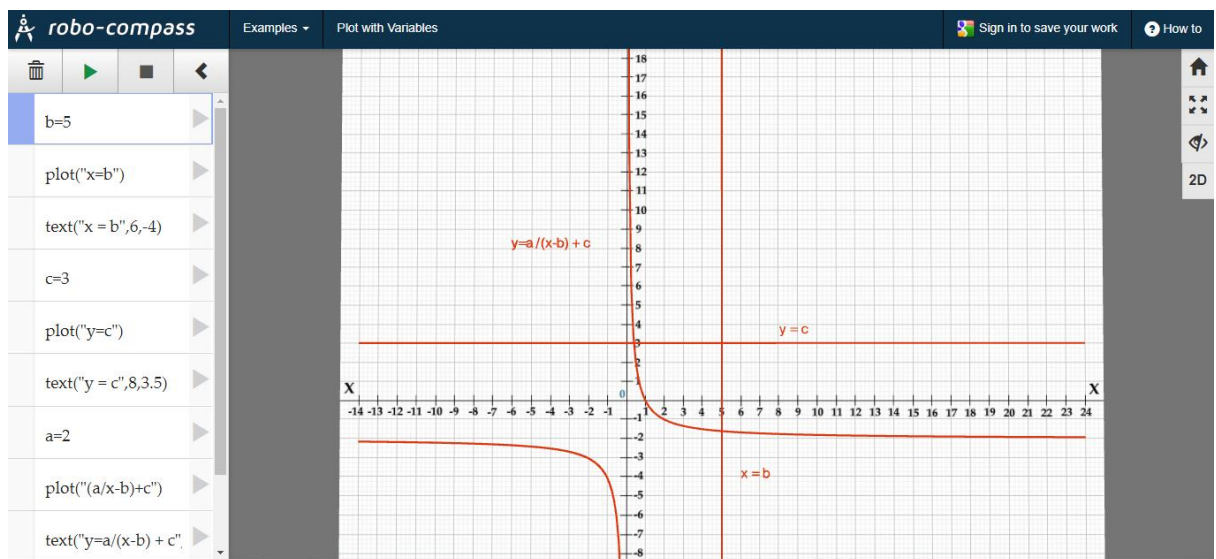 robo-compass Examples Plot with Variables Sign in to save your work How to
b=5
plot("x=b")
text("x = b",6,-4)
c=3
plot("y=c")
text("y = c",8,3.5)
a=2
plot("(a/x-b)+c")
text("y=a/(x-b) + c",
2D
18
17
16
15
14
13
12
11
10
9
8
7
6
5
4
3
2
1
y=a/(x-b) + c
y = c
X X
0
-14 -13 -12 -11 -10 -9 -8 -7 -6 -5 -4 -3 -2 -1 1 2 3 4 5 6 7 8 9 10 11 12 13 14 15 16 17 18 19 20 21 22 23 24
-1
-2
-3
-4
-5
-6
-7
-8
x = b